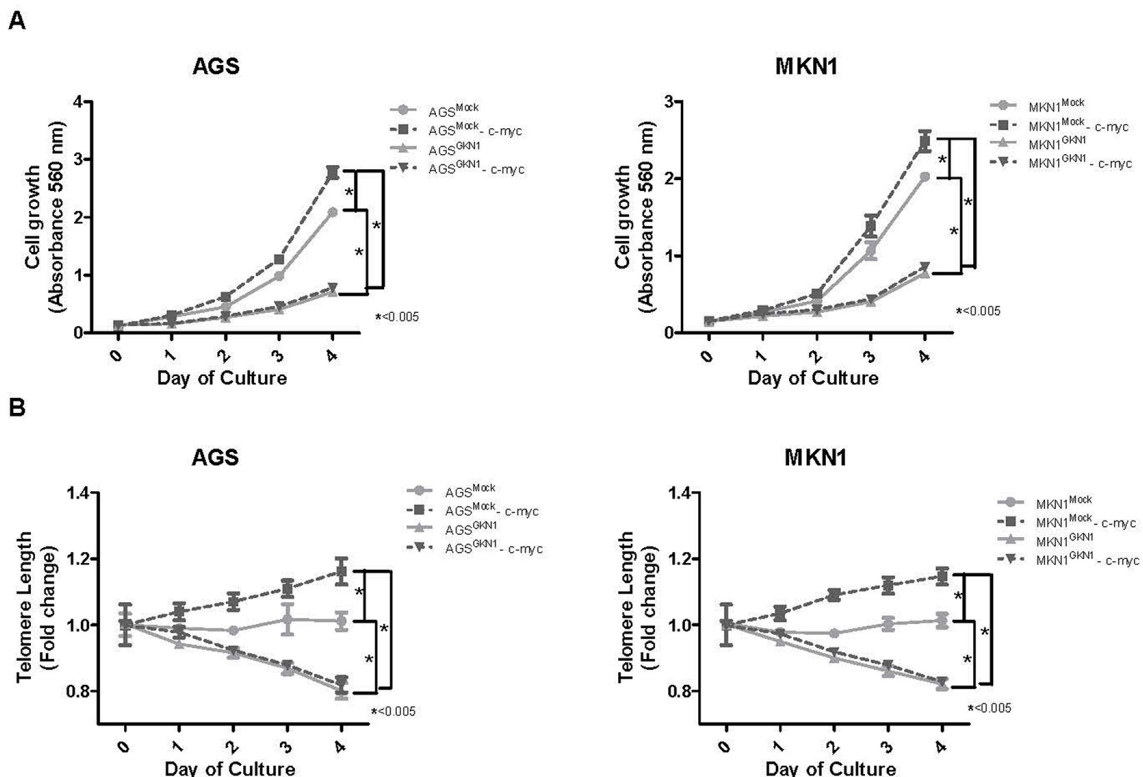 A
AGS
Cell growth
(Absorbance 560 nm)
4
3
2
1
0
0
1
2
3
4
Day of Culture
AGSMock
AGSMock- c-myc
AGSGKN1
AGSGKN1 - c-myc
*
*
*
*<0.005
MKN1
Cell growth
(Absorbance 560 nm)
3
2
1
0
0
1
2
3
4
Day of Culture
MKN1Mock
MKN1Mock - c-myc
MKN1GKN1
MKN1GKN1 - c-myc
*
*
*
*<0.005
B
AGS
Telomere Length
(Fold change)
1.4
1.2
1.0
0.8
0
1
2
3
4
Day of Culture
AGSMock
AGSMock- c-myc
AGSGKN1
AGSGKN1 - c-myc
*
*
*
*<0.005
MKN1
Telomere Length
(Fold change)
1.4
1.2
1.0
0.8
0
1
2
3
4
Day of Culture
MKN1Mock
MKN1Mock - c-myc
MKN1GKN1
MKN1GKN1 - c-myc
*
*
*
*<0.005